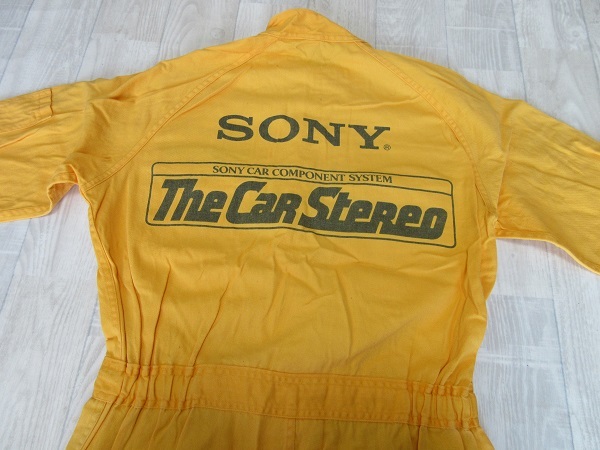 SONY®
SONY CAR COMPONENT SYSTEM
The Car Stereo